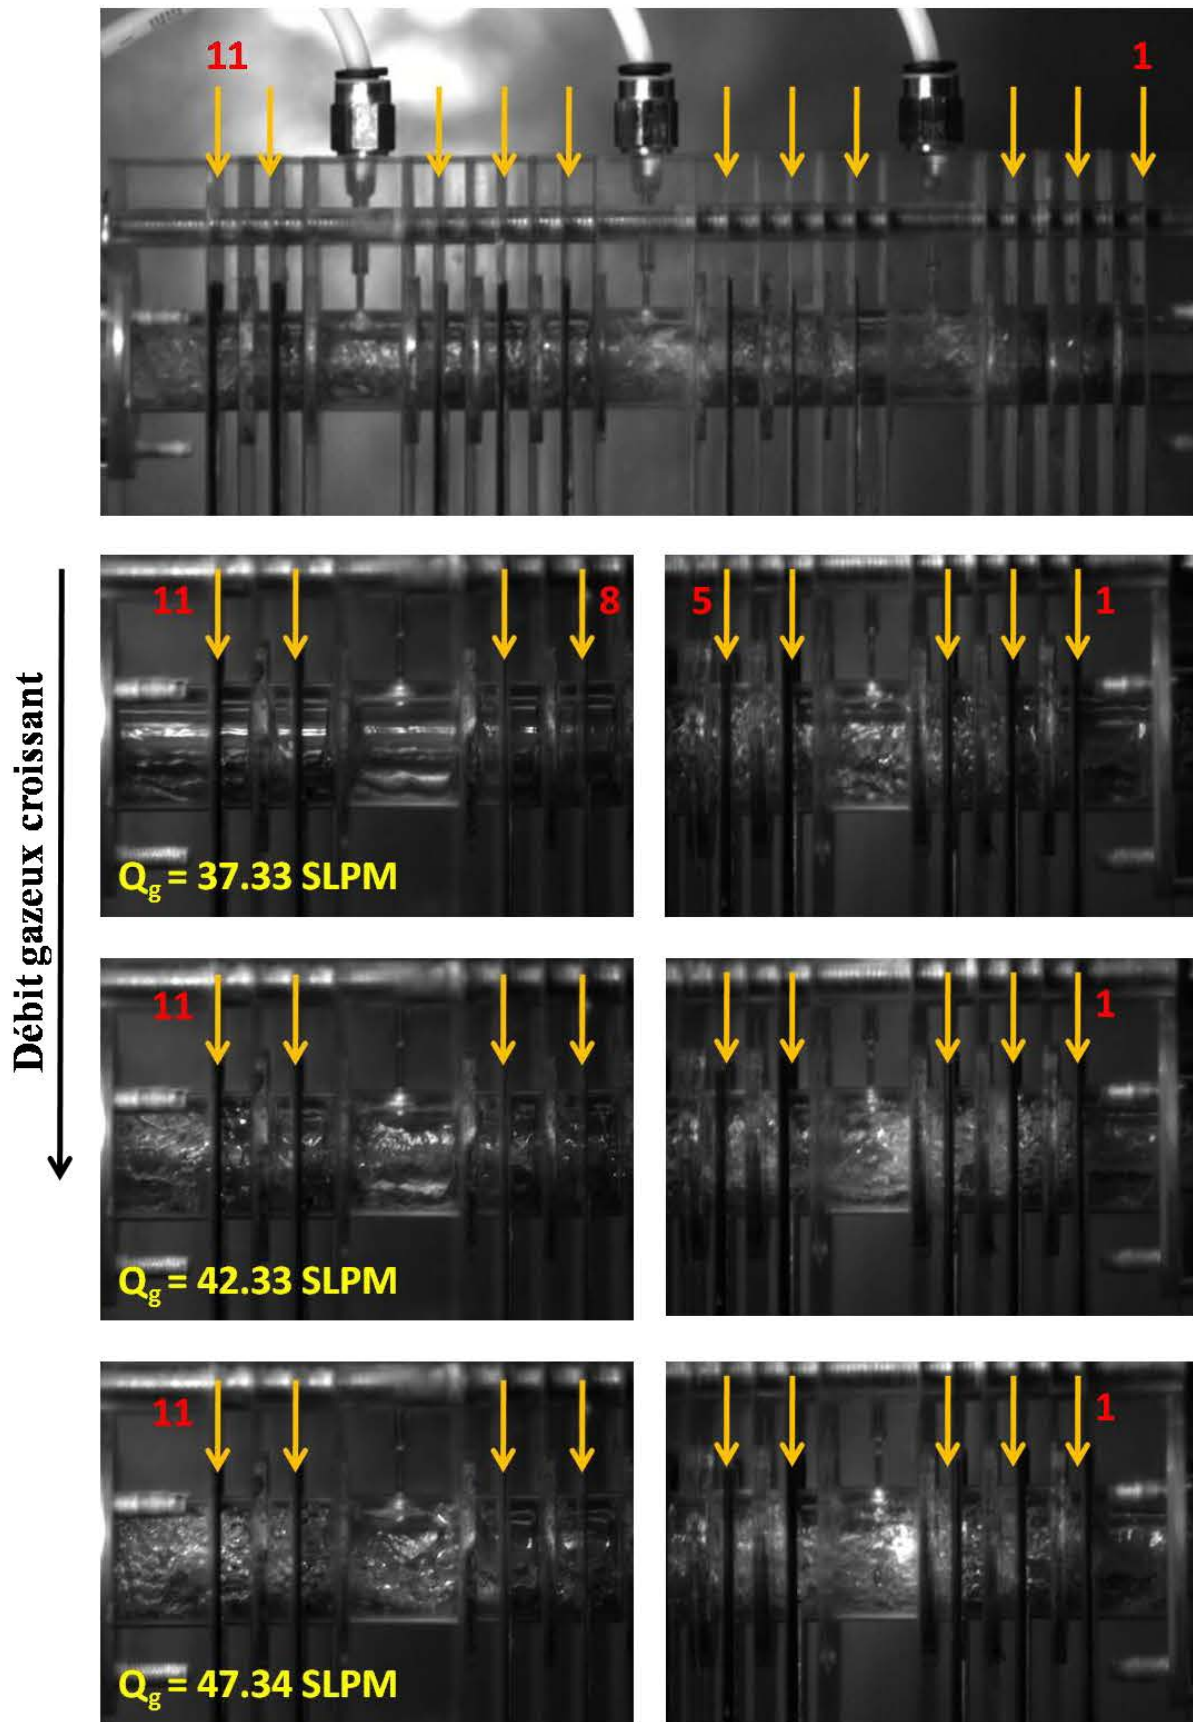 11
1
Débit gazeux croissant
11
8
5
1
Qg = 37.33 SLPM
11
1
Qg = 42.33 SLPM
11
1
Qg = 47.34 SLPM